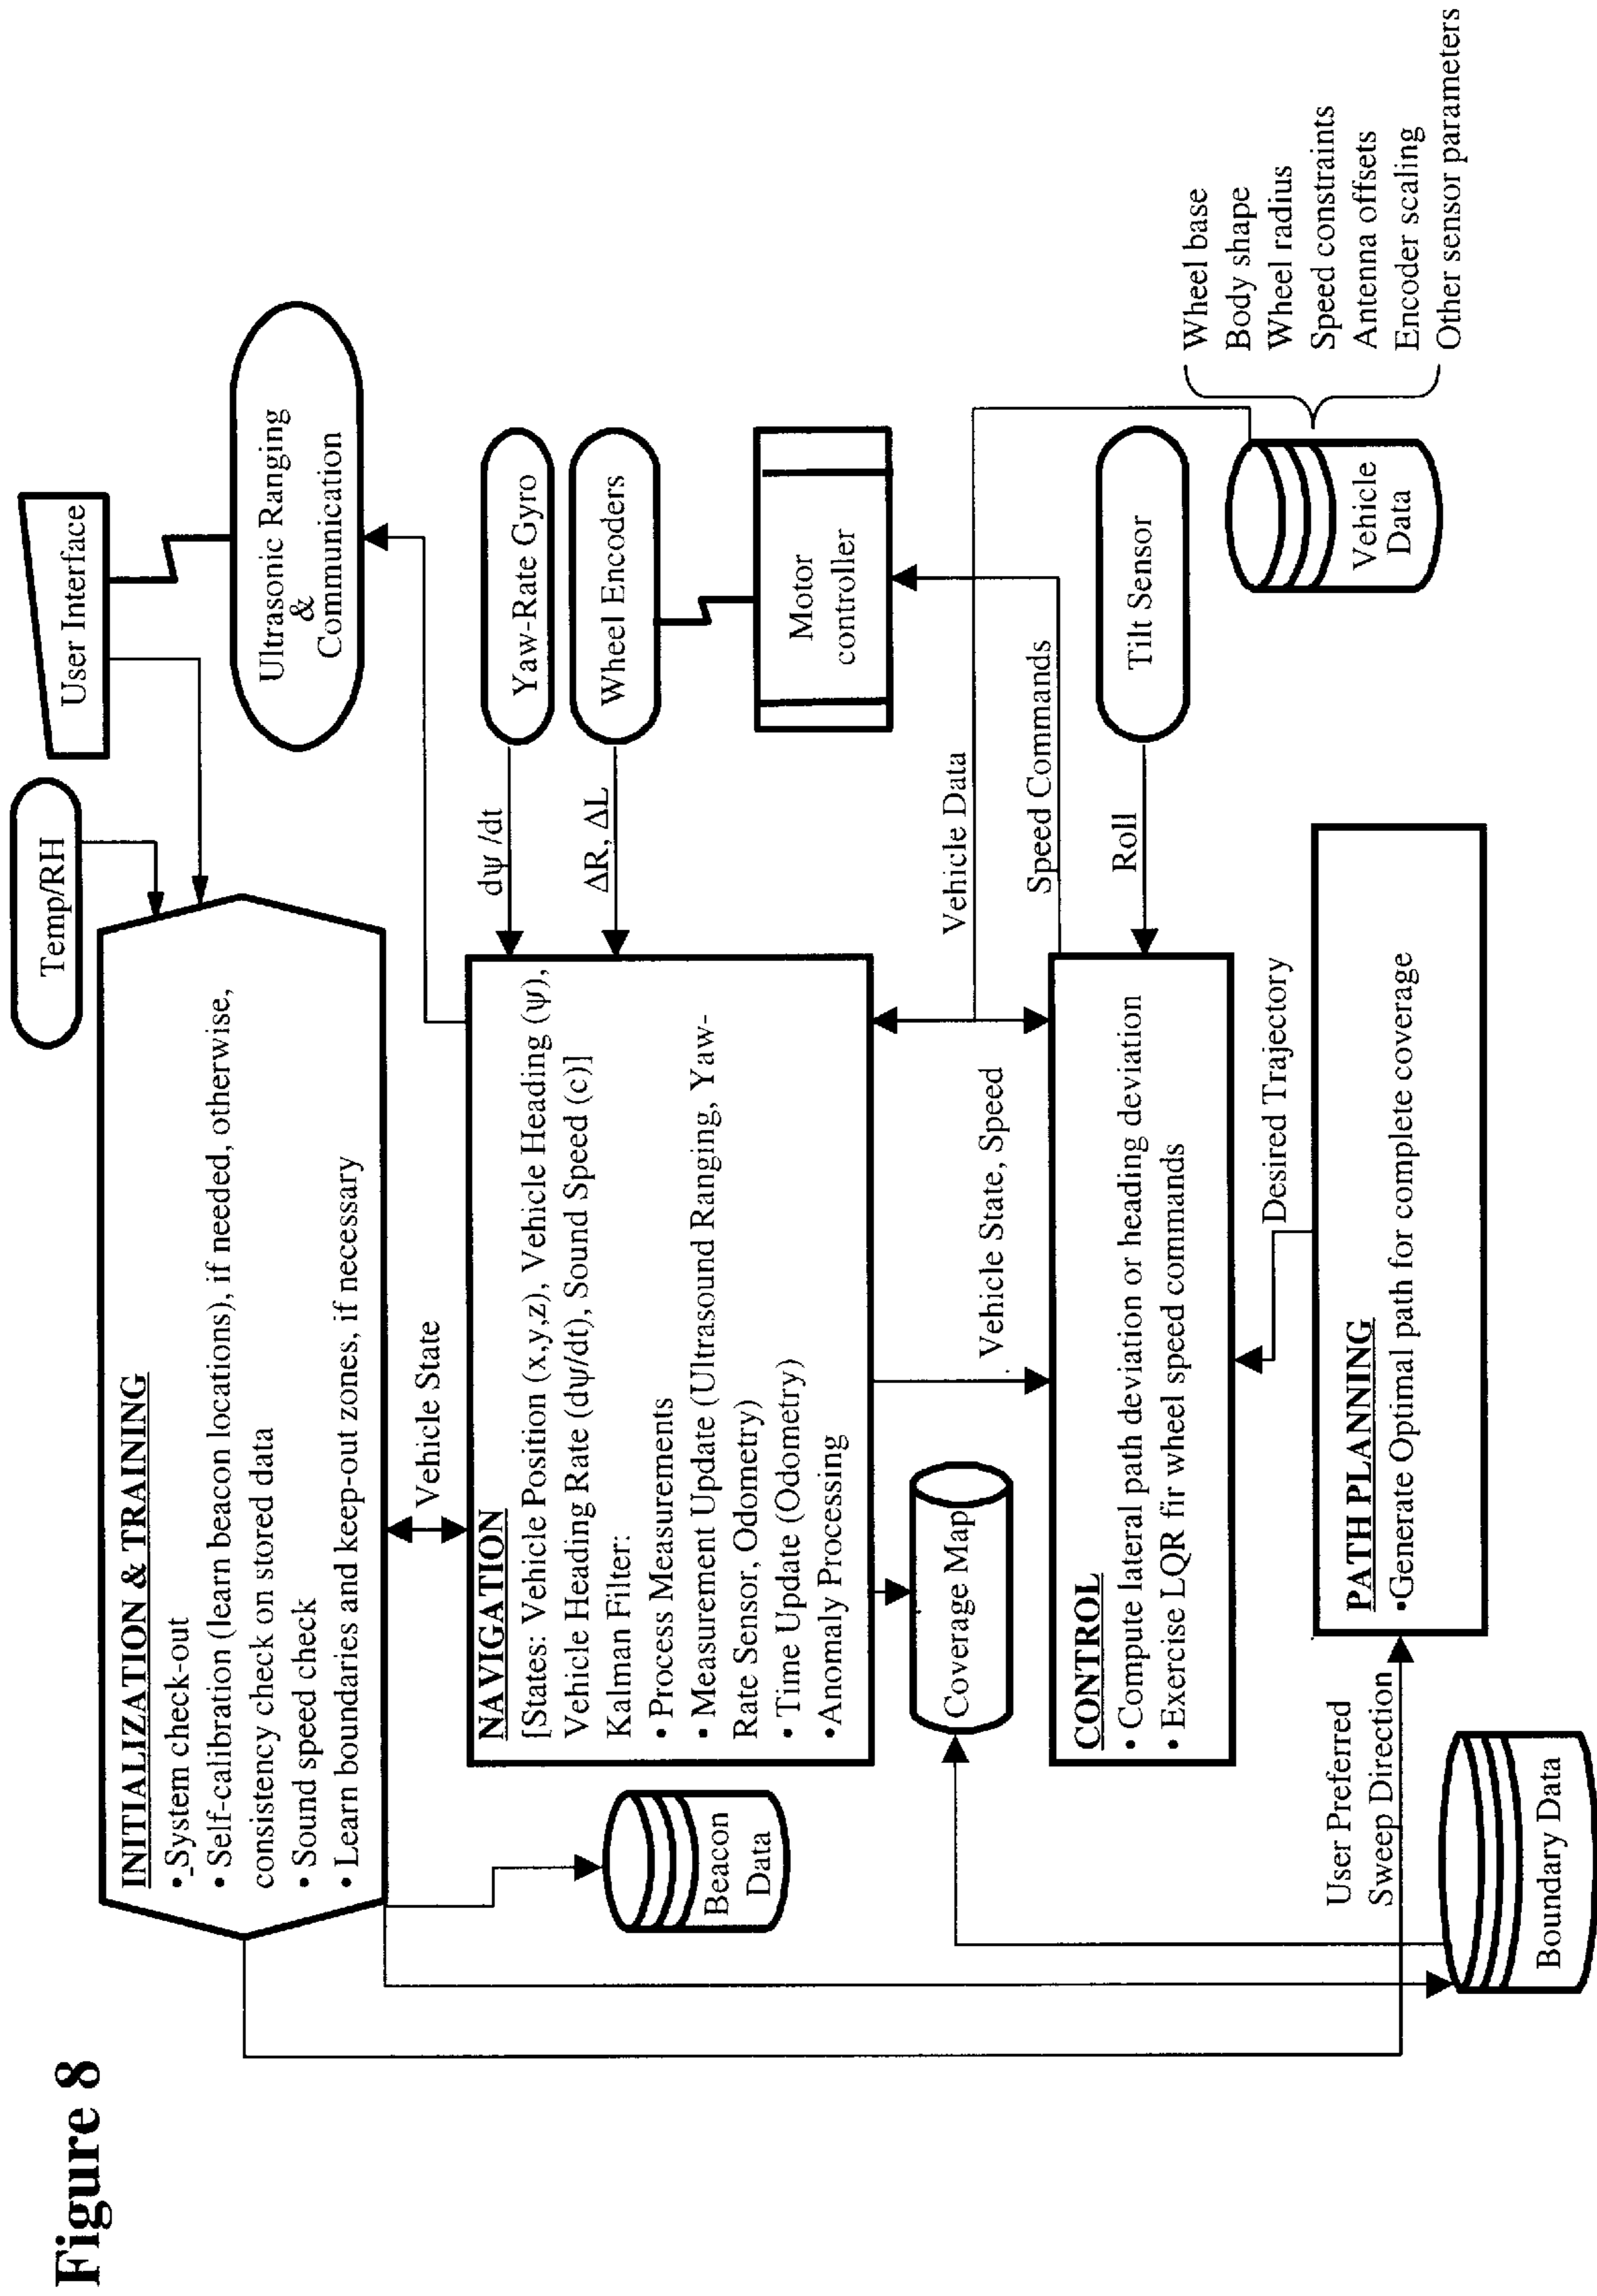 Figure 8
Temp/RH
User Interface
INITIALIZATION & TRAINING
• System check-out
• Self-calibration (learn beacon locations), if needed, otherwise,
consistency check on stored data
• Sound speed check
• Learn boundaries and keep-out zones, if necessary
Ultrasonic Ranging
&
Communication
Vehicle State
NAVIGATION
[States: Vehicle Position (x,y,z), Vehicle Heading (ψ),
Vehicle Heading Rate (dψ/dt), Sound Speed (c)]
Kalman Filter:
• Process Measurements
• Measurement Update (Ultrasound Ranging, Yaw-
Rate Sensor, Odometry)
• Time Update (Odometry)
•Anomaly Processing
dψ /dt
Yaw-Rate Gyro
ΔR, ΔL
Wheel Encoders
Motor
controller
Beacon
Data
Coverage Map
Vehicle State, Speed
Vehicle Data
Speed Commands
CONTROL
• Compute lateral path deviation or heading deviation
• Exercise LQR fir wheel speed commands
Roll
Tilt Sensor
Desired Trajectory
Vehicle
Data
Wheel base
Body shape
Wheel radius
Speed constraints
Antenna offsets
Encoder scaling
Other sensor parameters
User Preferred
Sweep Direction
PATH PLANNING
•Generate Optimal path for complete coverage
Boundary Data